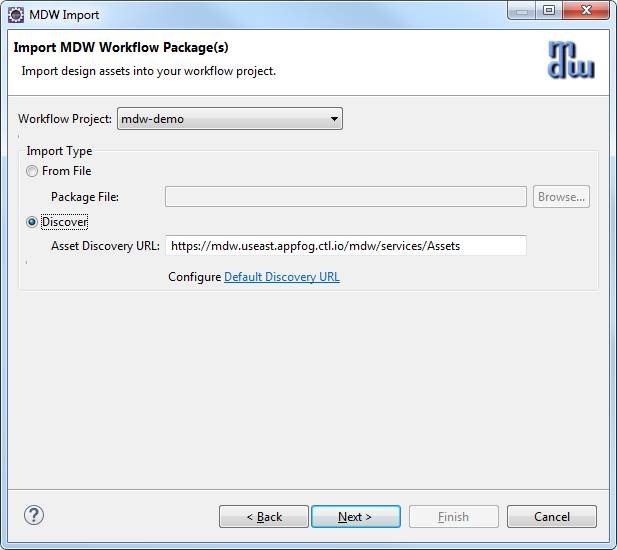 MDW Import
Import MDW Workflow Package(s)
Import design assets into your workflow project.
mdw
Workflow Project: mdw-demo
Import Type
From File
Package File: Browse...
Discover
Asset Discovery URL: https://mdw.useast.appfog.ctl.io/mdw/services/Assets
Configure Default Discovery URL
? < Back Next > Finish Cancel